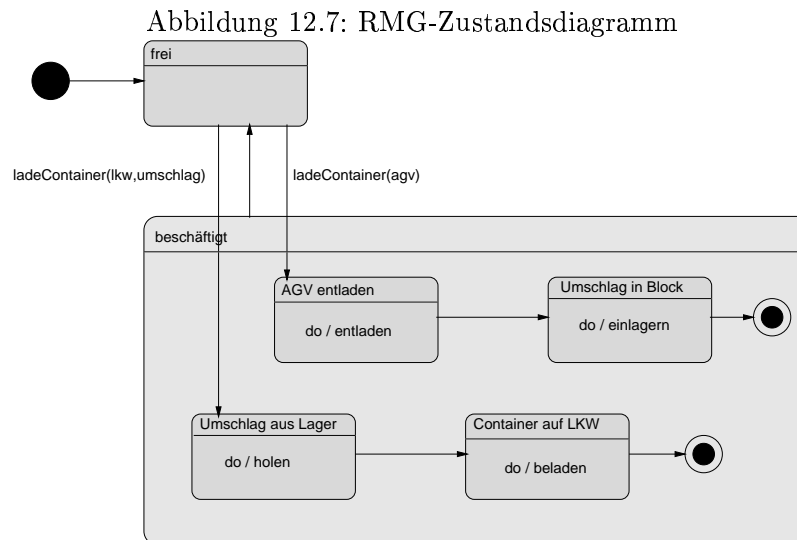 Abbildung 12.7: RMG-Zustandsdiagramm
frei
ladeContainer(lkw,umschlag)
ladeContainer(agv)
beschäftigt
AGV entladen
do / entladen
Umschlag in Block
do / einlagern
Umschlag aus Lager
do / holen
Container auf LKW
do / beladen